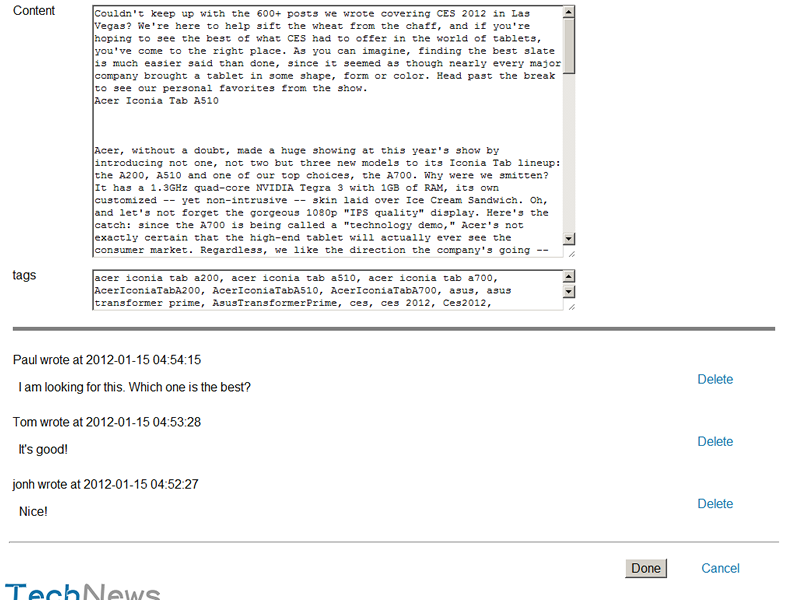 Content
Couldn't keep up with the 600+ posts we wrote covering CES 2012 in Las
Vegas? We're here to help sift the wheat from the chaff, and if you're
hoping to see the best of what CES had to offer in the world of tablets,
you've come to the right place. As you can imagine, finding the best slate
is much easier said than done, since it seemed as though nearly every major
company brought a tablet in some shape, form or color. Head past the break
to see our personal favorites from the show.
Acer Iconia Tab A510
Acer, without a doubt, made a huge showing at this year's show by
introducing not one, not two but three new models to its Iconia Tab lineup:
the A200, A510 and one of our top choices, the A700. Why were we smitten?
It has a 1.3GHz quad-core NVIDIA Tegra 3 with 1GB of RAM, its own
customized -- yet non-intrusive -- skin laid over Ice Cream Sandwich. Oh,
and let's not forget the gorgeous 1080p "IPS quality" display. Here's the
catch: since the A700 is being called a "technology demo," Acer's not
exactly certain that the high-end tablet will actually ever see the
consumer market. Regardless, we like the direction the company's going --
tags
acer iconia tab a200, acer iconia tab a510, acer iconia tab a700,
AcerIconiaTabA200, AcerIconiaTabA510, AcerIconiaTabA700, asus, asus
transformer prime, AsusTransformerPrime, ces, ces 2012, Ces2012,
Paul wrote at 2012-01-15 04:54:15
I am looking for this. Which one is the best?
Delete
Tom wrote at 2012-01-15 04:53:28
It's good!
Delete
jonh wrote at 2012-01-15 04:52:27
Nice!
Delete
Done
Cancel
TechNews